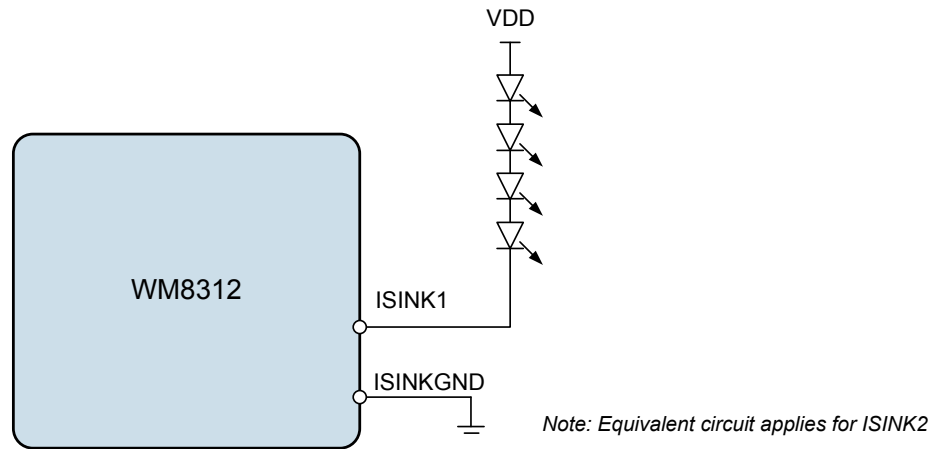 VDD
WM8312
ISINK1
ISINKGND
Note: Equivalent circuit applies for ISINK2